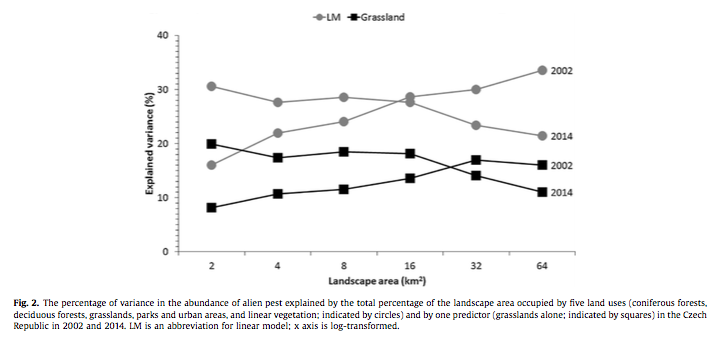 LM Grassland
40
30
20
10
0
Explained variance (%)
2002
2014
2002
2014
2 4 8 16 32 64
Landscape area (km²)
Fig. 2. The percentage of variance in the abundance of alien pest explained by the total percentage of the landscape area occupied by five land uses (coniferous forests,
deciduous forests, grasslands, parks and urban areas, and linear vegetation; indicated by circles) and by one predictor (grasslands alone; indicated by squares) in the Czech
Republic in 2002 and 2014. LM is an abbreviation for linear model; x axis is log-transformed.